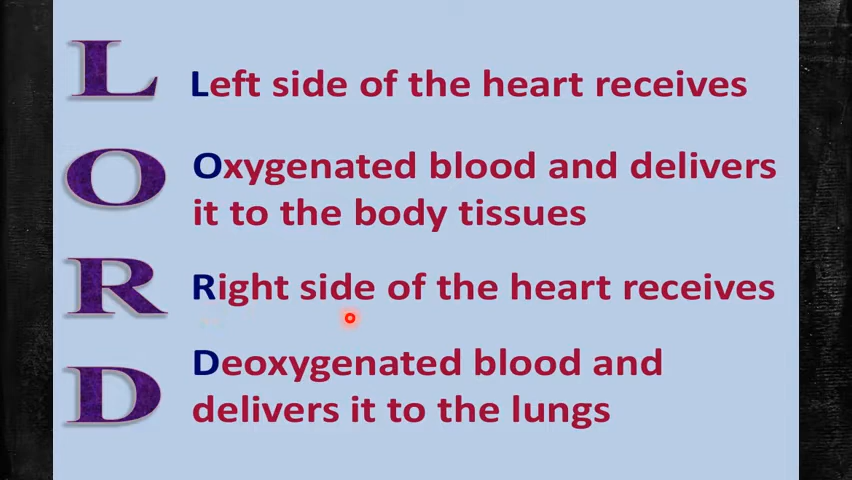 L Left side of the heart receives
O Oxygenated blood and delivers
it to the body tissues
R Right side of the heart receives
D Deoxygenated blood and
delivers it to the lungs